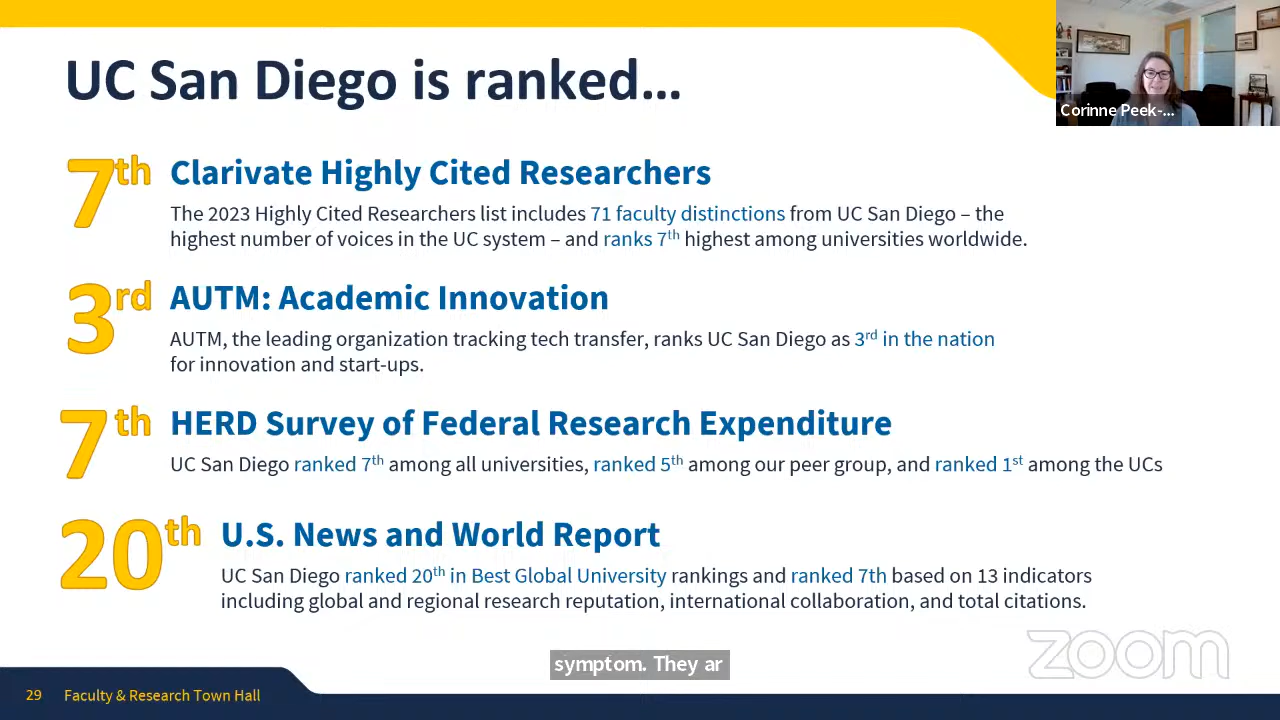 UC San Diego is ranked…
Corinne Peek-...
7th
Clarivate Highly Cited Researchers
The 2023 Highly Cited Researchers list includes 71 faculty distinctions from UC San Diego – the
highest number of voices in the UC system – and ranks 7th highest among universities worldwide.
3rd
AUTM: Academic Innovation
AUTM, the leading organization tracking tech transfer, ranks UC San Diego as 3rd in the nation
for innovation and start-ups.
7th
HERD Survey of Federal Research Expenditure
UC San Diego ranked 7th among all universities, ranked 5th among our peer group, and ranked 1st among the UCs
20th
U.S. News and World Report
UC San Diego ranked 20th in Best Global University rankings and ranked 7th based on 13 indicators
including global and regional research reputation, international collaboration, and total citations.
zoom
symptom. They ar
29 Faculty & Research Town Hall